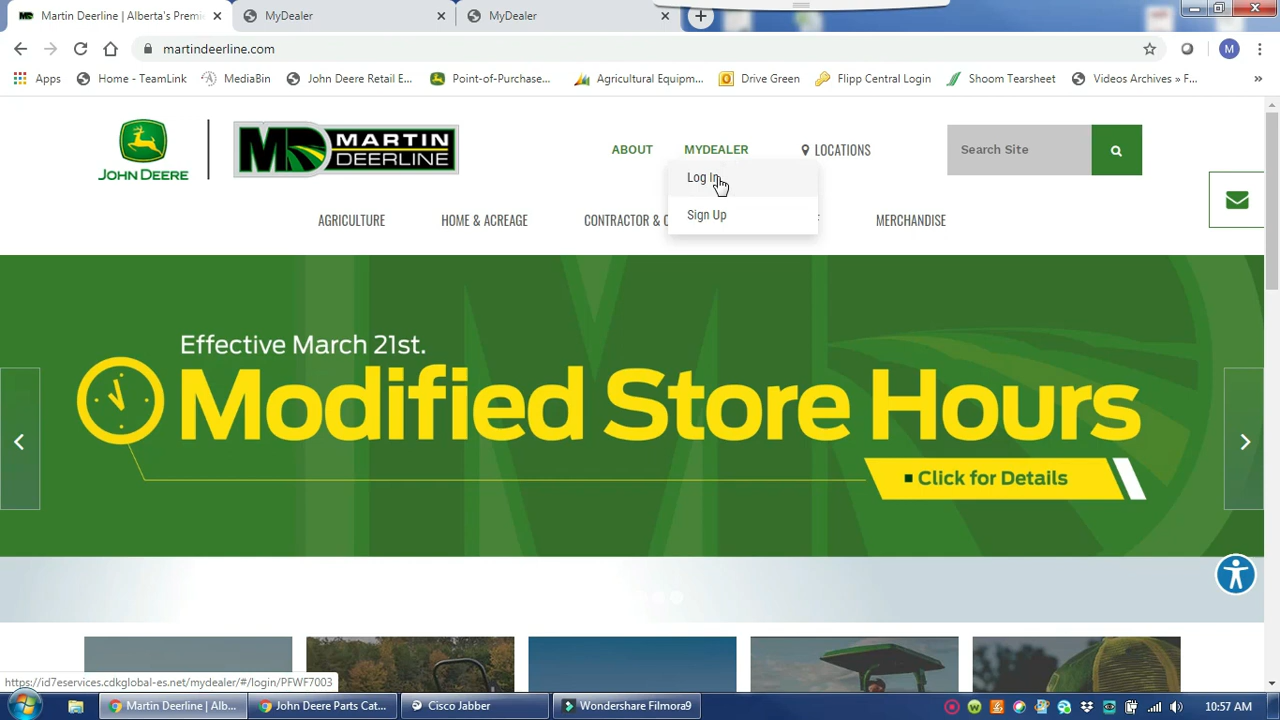 Martin Deerline | Alberta's Premi
MyDealer
MyDealer
martindeerline.com
M
Apps
Home - TeamLink
MediaBin
John Deere Retail E...
Point-of-Purchase...
Agricultural Equipm...
Drive Green
Flipp Central Login
Shoom Tearsheet
Videos Archives » F...
»
JOHN DEERE
MD MARTIN
DEERLINE
ABOUT
MYDEALER
LOCATIONS
Search Site
Log In
Sign Up
AGRICULTURE
HOME & ACREAGE
CONTRACTOR & C
MERCHANDISE
Effective March 21st.
Modified Store Hours
Click for Details
https://id7eservices.cdkglobal-es.net/mydealer/#/login/PFWF7003
Martin Deerline | Alb...
John Deere Parts Cat...
Cisco Jabber
Wondershare Filmora9
10:57 AM